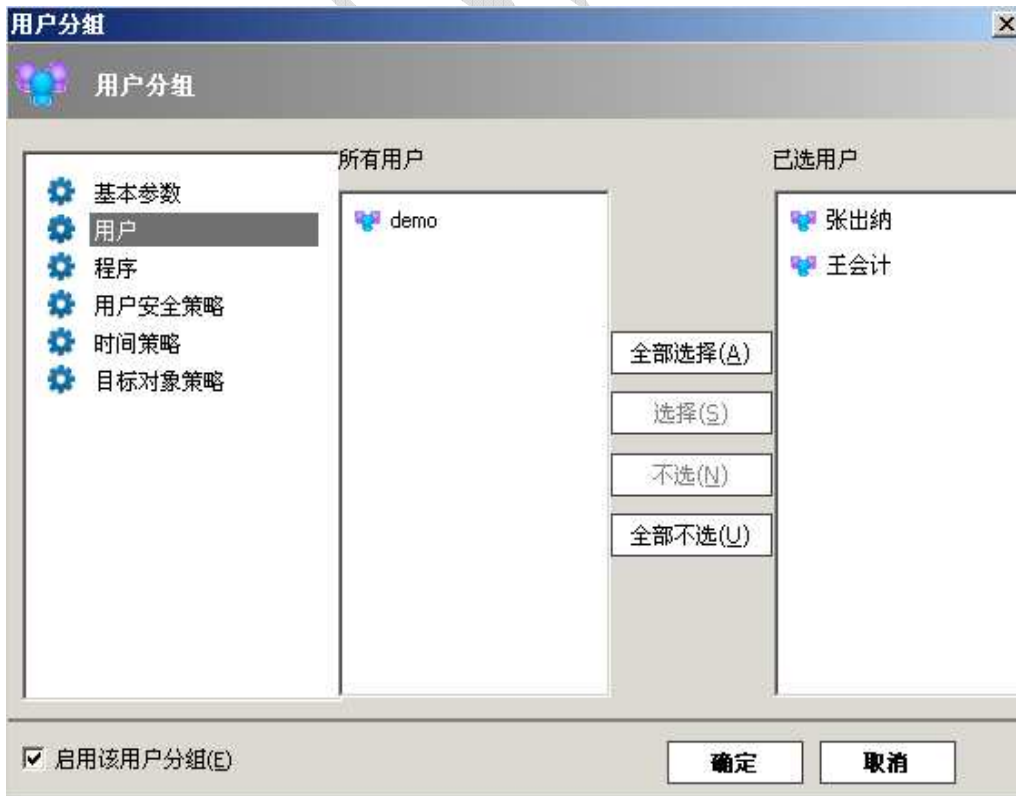 用户分组
用户分组
基本参数
用户
程序
用户安全策略
时间策略
目标对象策略
所有用户
demo
全部选择(A)
选择(S)
不选(N)
全部不选(U)
已选用户
张出纳
王会计
启用该用户分组(E)
确定
取消